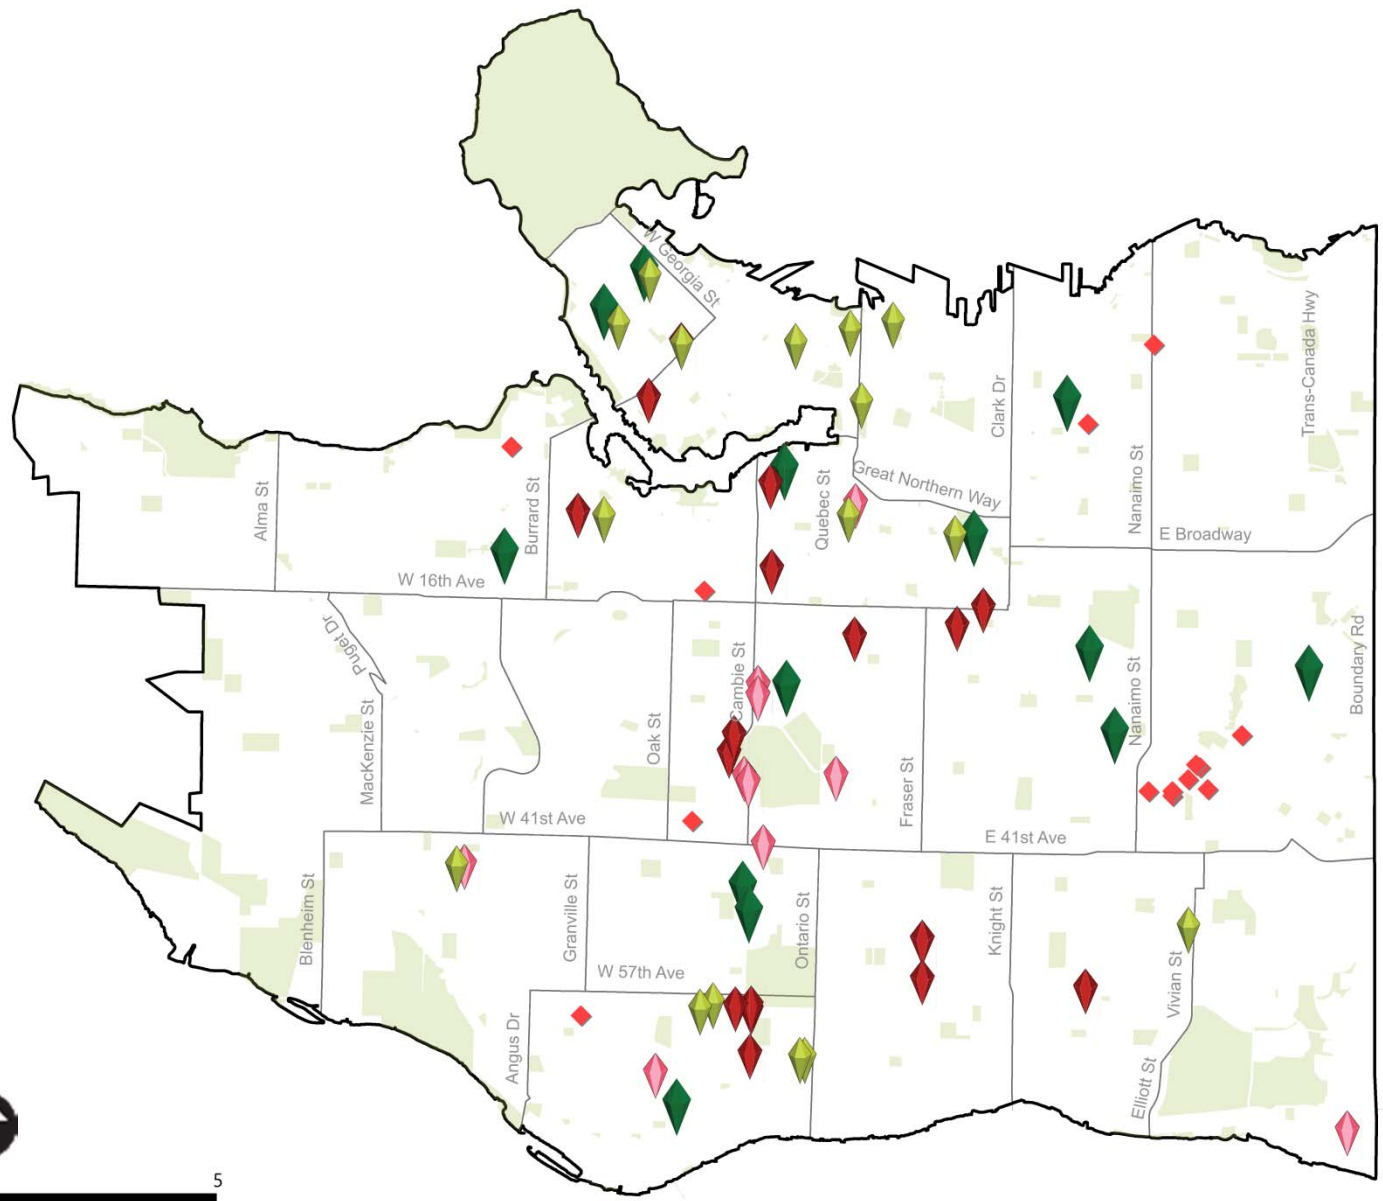 W Georgia St
Trans-Canada Hwy
Clark Dr
Nanaimo St
Alma St
Burrard St
Quebec St
Great Northern Way
E Broadway
W 16th Ave
Puget Dr
MacKenzie St
Oak St
Cambie St
Fraser St
Nanaimo St
Boundary Rd
W 41st Ave
E 41st Ave
Blenheim St
Granville St
Ontario St
Knight St
W 57th Ave
Vivian St
Angus Dr
Elliott St
5